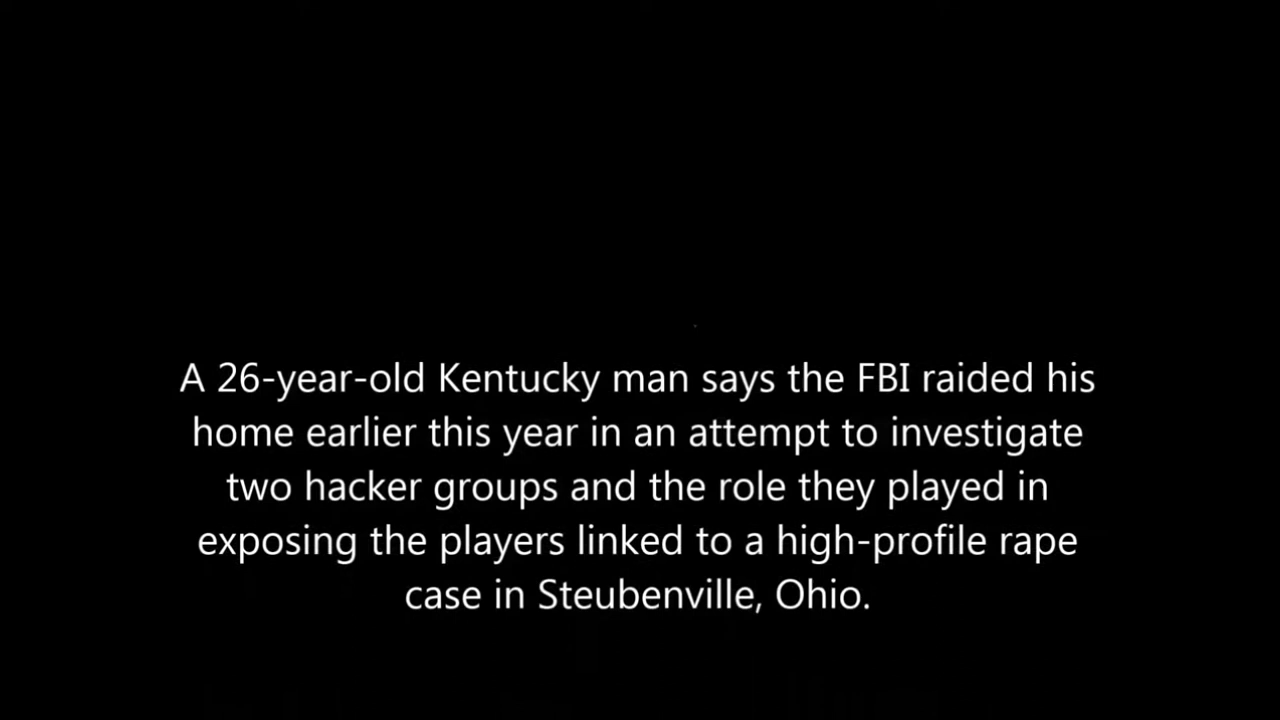 A 26-year-old Kentucky man says the FBI raided his
home earlier this year in an attempt to investigate
two hacker groups and the role they played in
exposing the players linked to a high-profile rape
case in Steubenville, Ohio.